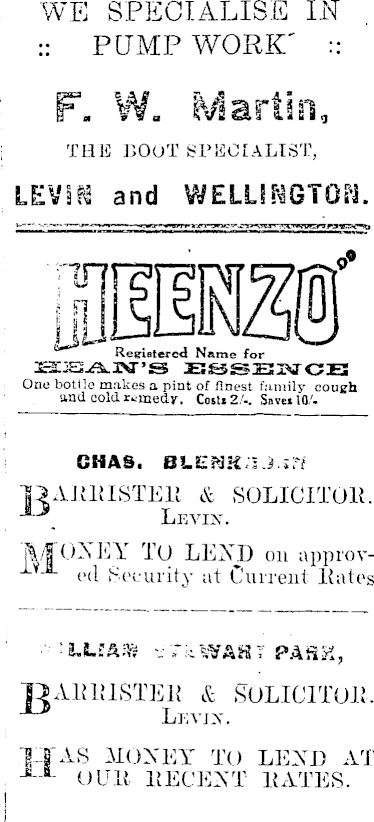 WE SPECIALISE IN
:: PUMP WORK ::
F. W. Martin,
THE BOOT SPECIALIST,
LEVIN and WELLINGTON.
"HEENZO"
Registered Name for
HEAN'S ESSENCE
One bottle makes a pint of finest family cough
and cold remedy. Costs 2/-. Saves 10/-
CHAS.
BARRISTER & SOLICITOR.
LEVIN.
MONEY TO LEND on approv-
ed Security at Current Rates
WILLIAM STEWART PARK,
BARRISTER & SOLICITOR.
LEVIN.
HAS MONEY TO LEND AT
OUR RECENT RATES.